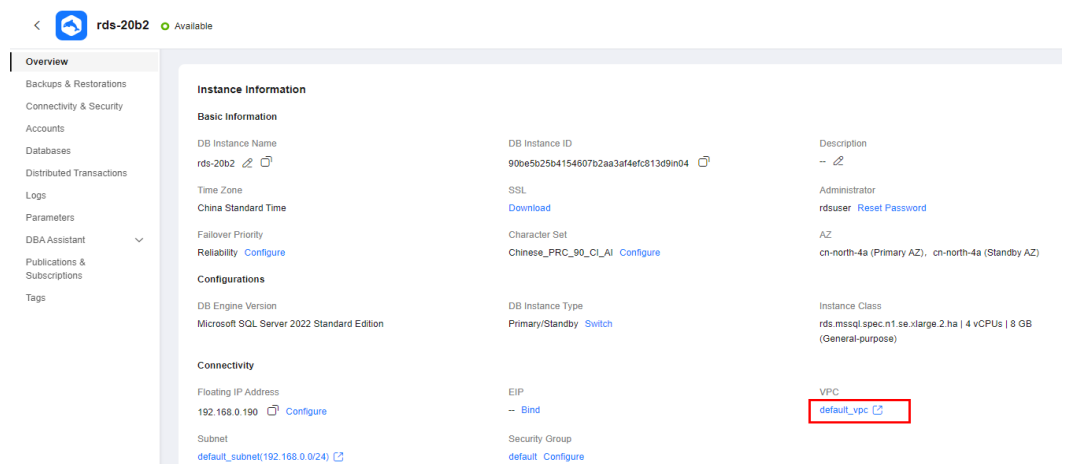 rds-20b2 Available
Overview
Backups & Restorations
Connectivity & Security
Accounts
Databases
Distributed Transactions
Logs
Parameters
DBA Assistant
Publications &
Subscriptions
Tags
Instance Information
Basic Information
DB Instance Name
rds-20b2
DB Instance ID
90be5b25b4154607b2aa3af4efc813d9in04
Description
--
Time Zone
China Standard Time
SSL
Download
Administrator
rdsuser Reset Password
Failover Priority
Reliability Configure
Character Set
Chinese_PRC_90_CI_AI Configure
AZ
cn-north-4a (Primary AZ), cn-north-4a (Standby AZ)
Configurations
DB Engine Version
Microsoft SQL Server 2022 Standard Edition
DB Instance Type
Primary/Standby Switch
Instance Class
rds.mssql.spec.n1.se.xlarge.2.ha | 4 vCPUs | 8 GB
(General-purpose)
Connectivity
Floating IP Address
192.168.0.190 Configure
EIP
-- Bind
VPC
default_vpc
Subnet
default_subnet(192.168.0.0/24)
Security Group
default Configure